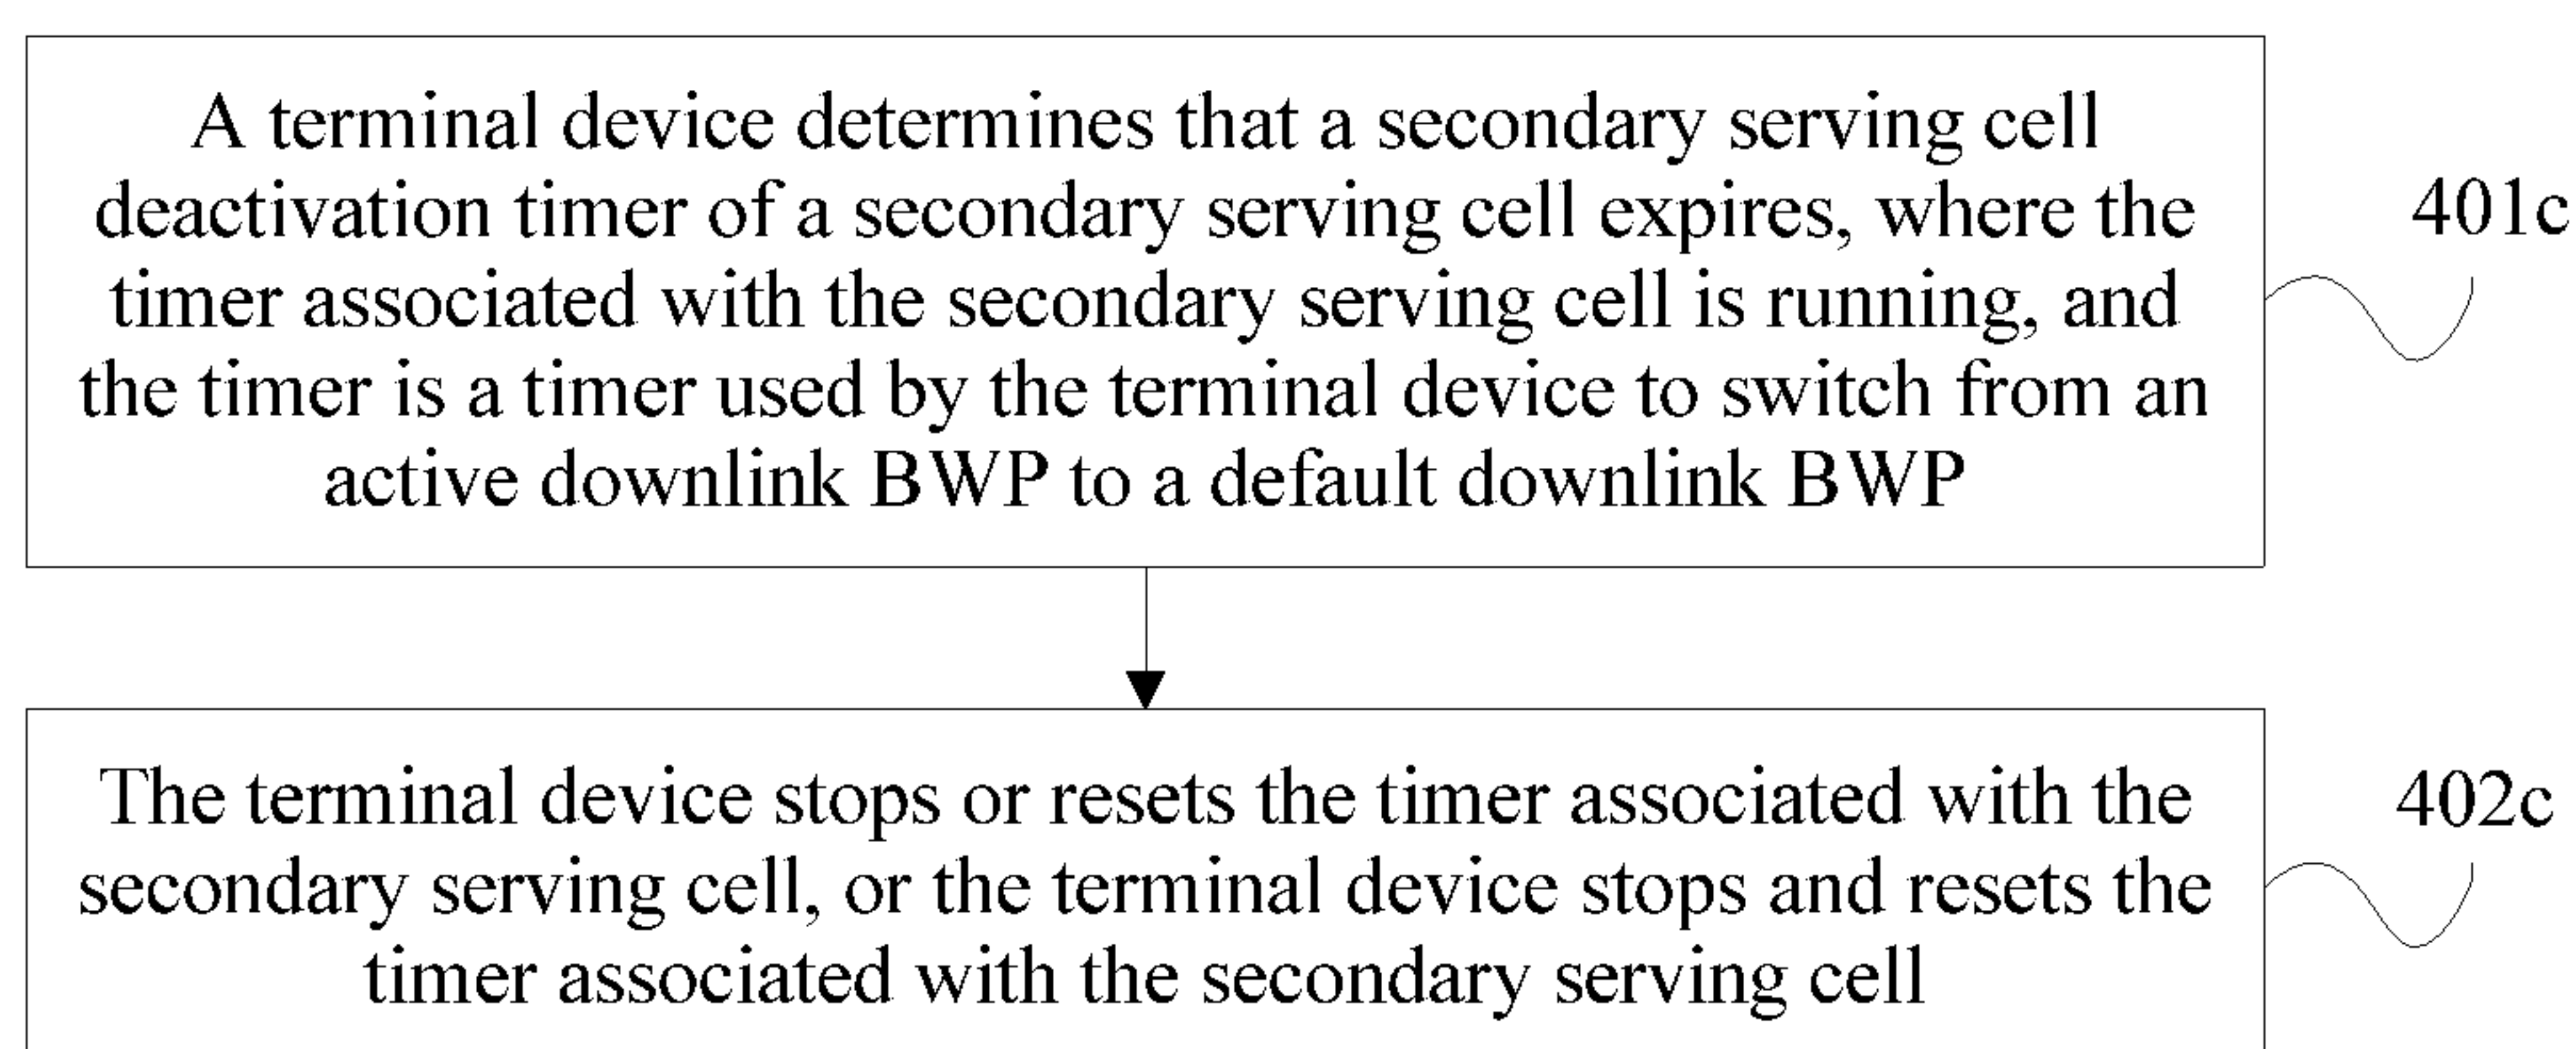 A terminal device determines that a secondary serving cell
deactivation timer of a secondary serving cell expires, where the
timer associated with the secondary serving cell is running, and
the timer is a timer used by the terminal device to switch from an
active downlink BWP to a default downlink BWP
401c
The terminal device stops or resets the timer associated with the
secondary serving cell, or the terminal device stops and resets the
timer associated with the secondary serving cell
402c